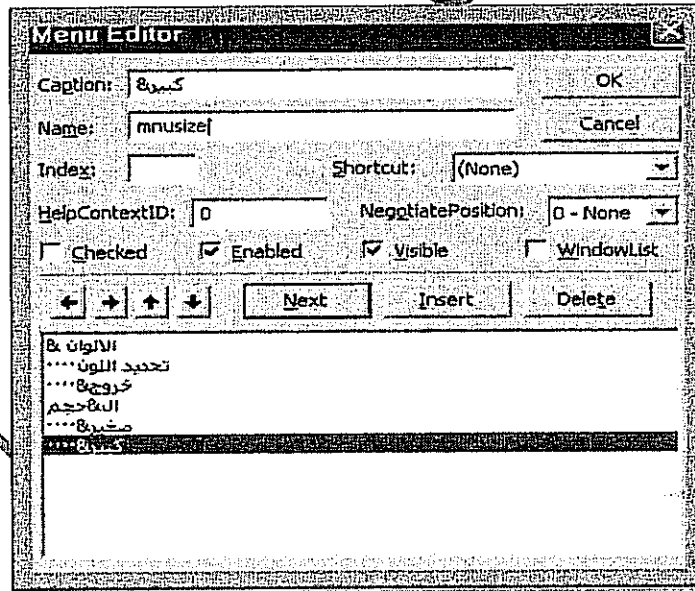 Menu Editor
Caption: كبير&
OK
Name: mnusize
Cancel
Index: Shortcut: (None)
HelpContextID: 0 NegotiatePosition: 0 - None
Checked Enabled Visible WindowList
Next Insert Delete
الالوان &
تحديد اللون····
خروج&····
ال&حجم
صغير&····
كبير&····